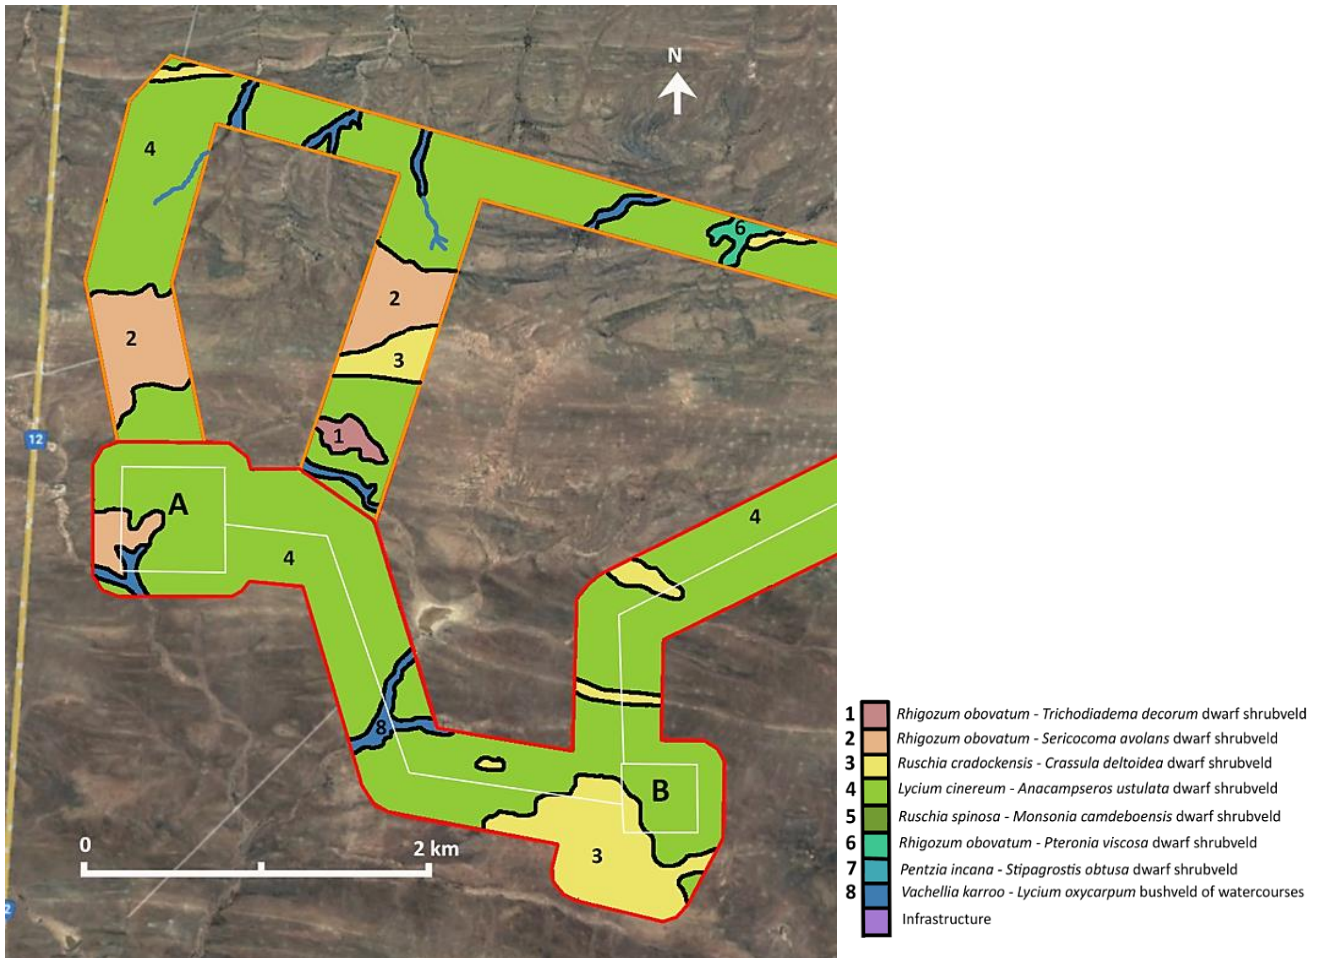 N
4
6
2
2
3
1
12
A
4
4
8
B
3
0
2 km
2
1 Rhigozum obovatum - Trichodiadema decorum dwarf shrubveld
2 Rhigozum obovatum - Sericocoma avolans dwarf shrubveld
3 Ruschia cradockensis - Crassula deltoidea dwarf shrubveld
4 Lycium cinereum - Anacampseros ustulata dwarf shrubveld
5 Ruschia spinosa - Monsonia camdeboensis dwarf shrubveld
6 Rhigozum obovatum - Pteronia viscosa dwarf shrubveld
7 Pentzia incana - Stipagrostis obtusa dwarf shrubveld
8 Vachellia karroo - Lycium oxycarpum bushveld of watercourses
Infrastructure